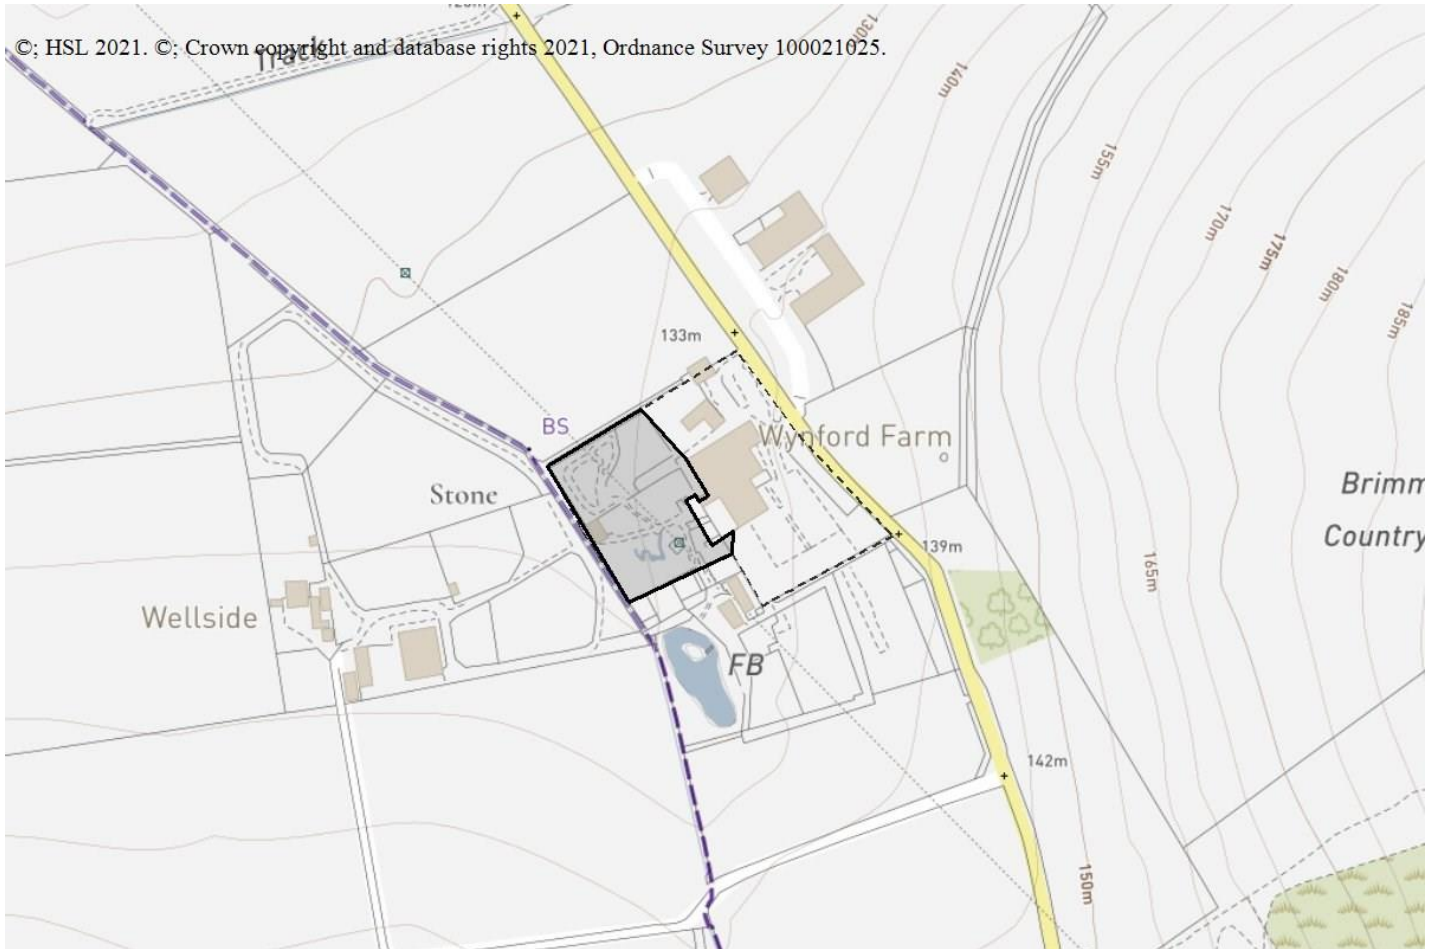 ©; HSL 2021. ©; Crown copyright and database rights 2021, Ordnance Survey 100021025.
Track
130m
140m
155m
170m
175m
180m
185m
133m
BS
Wynford Farm
Stone
Brimm
Country
139m
165m
Wellside
FB
142m
150m